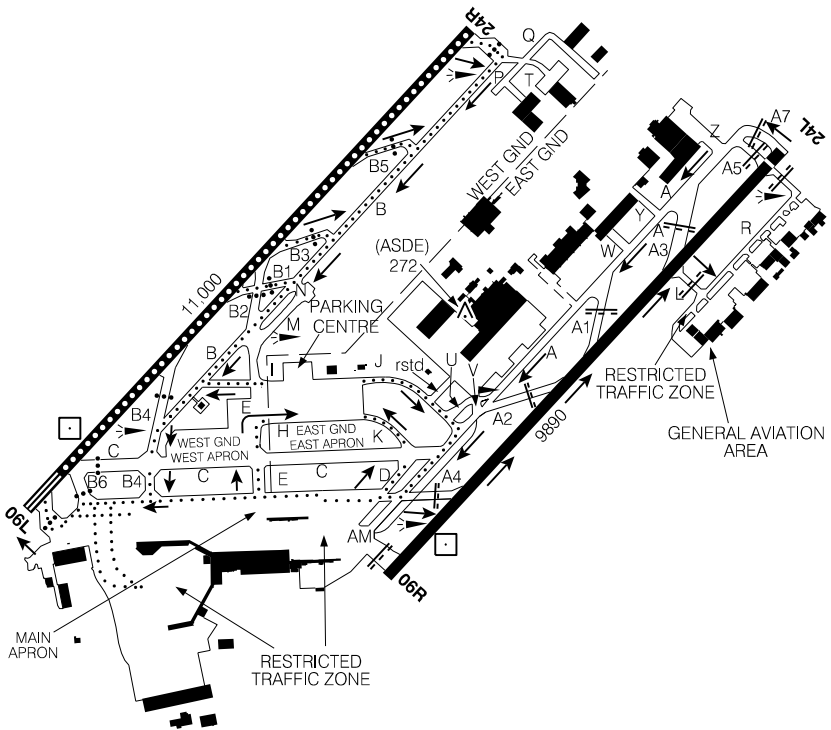 24R
Q
P
T
A7
24L
Z
WEST GND
EAST GND
B5
A5
A
B
Y
R
A
(ASDE)
272
W
A3
B3
B1
11,000
N
L
B2
PARKING
CENTRE
M
A1
B
J
rstd
U
V
A
RESTRICTED
TRAFFIC ZONE
E
B4
A2
9890
GENERAL AVIATION
AREA
H
EAST GND
EAST APRON
K
WEST GND
WEST APRON
C
C
E
C
D
A4
B6
B4
06L
AM
06R
MAIN
APRON
RESTRICTED
TRAFFIC ZONE